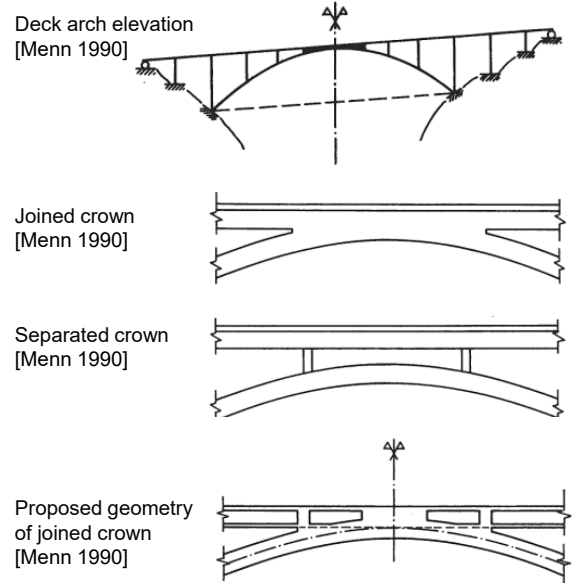 Deck arch elevation
[Menn 1990]
Joined crown
[Menn 1990]
Separated crown
[Menn 1990]
Proposed geometry
of joined crown
[Menn 1990]